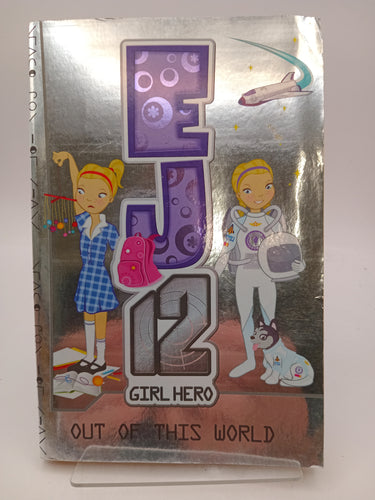 EJ
12
GIRL HERO
OUT OF THIS WORLD